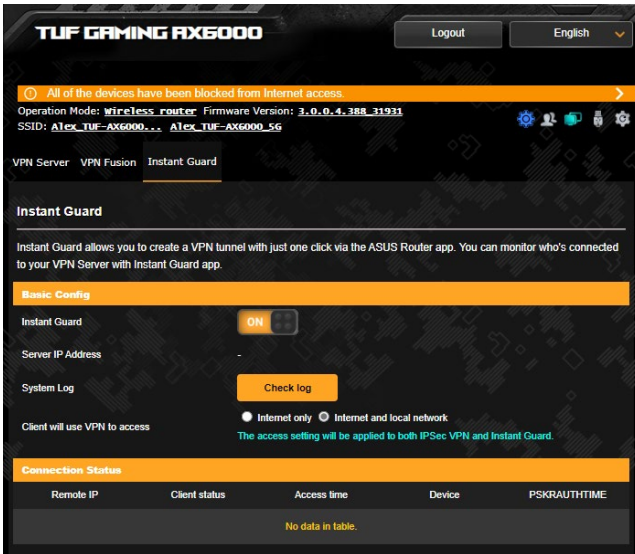 TUF GAMING AX6000
Logout
English
All of the devices have been blocked from Internet access.
Operation Mode: Wireless router Firmware Version: 3.0.0.4.388_31931
SSID: Alex_TUF-AX6000... Alex_TUF-AX6000_5G
VPN Server VPN Fusion Instant Guard
Instant Guard
Instant Guard allows you to create a VPN tunnel with just one click via the ASUS Router app. You can monitor who's connected
to your VPN Server with Instant Guard app.
Basic Config
Instant Guard ON
Server IP Address -
System Log Check log
Client will use VPN to access Internet only Internet and local network
The access setting will be applied to both IPSec VPN and Instant Guard.
Connection Status
Remote IP Client status Access time Device PSKRAUTHTIME
No data in table.